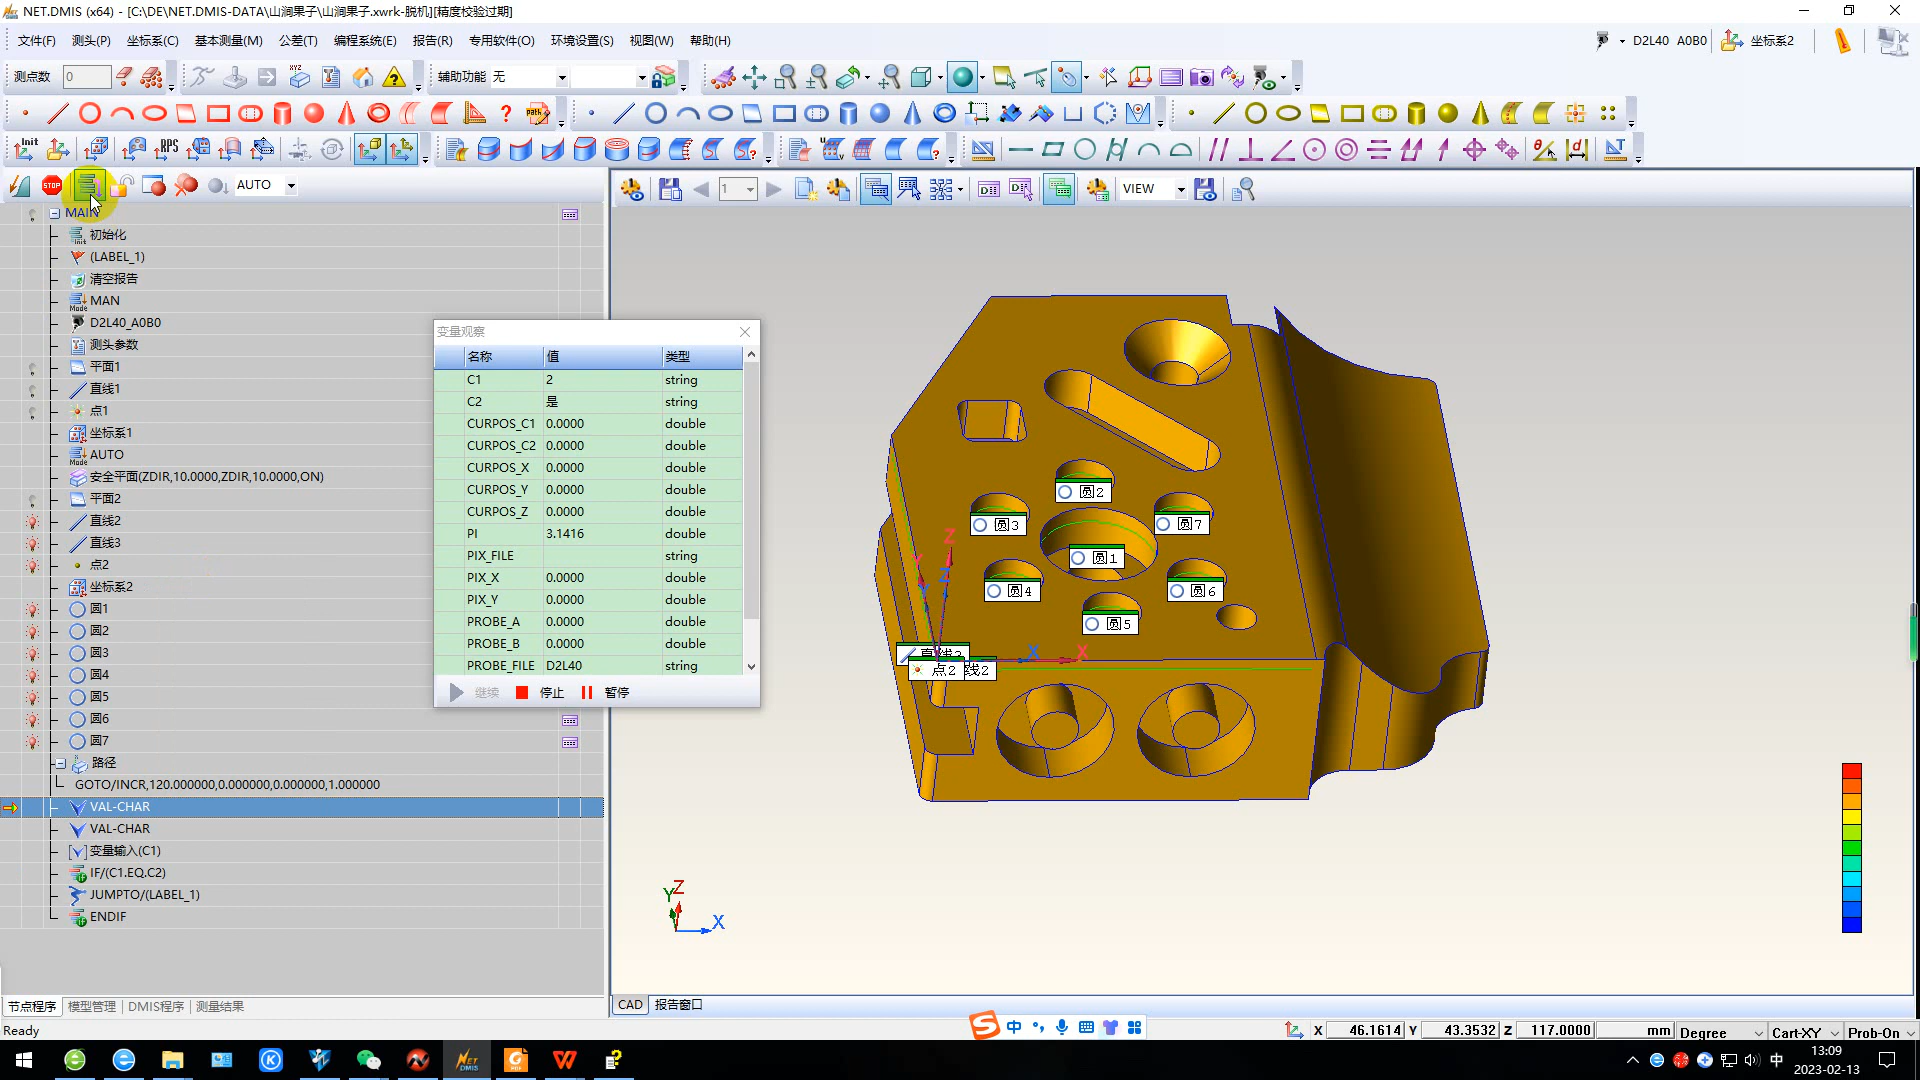 NET.DMIS (x64) - [C:\DE\NET.DMIS-DATA\山涧果子\山涧果子.xwrk-脱机][精度校验过期]
文件(F) 测头(P) 坐标系(C) 基本测量(M) 公差(T) 编程系统(E) 报告(R) 专用软件(O) 环境设置(S) 视图(W) 帮助(H) D2L40 A0B0 坐标系2
测点数 0 辅助功能 无
Init RPS
STOP AUTO 1 VIEW
MAIN
初始化
(LABEL_1)
清空报告
MAN
D2L40_A0B0
测头参数
平面1
直线1
点1
坐标系1
AUTO
安全平面(ZDIR,10.0000,ZDIR,10.0000,ON)
平面2
直线2
直线3
点2
坐标系2
圆1
圆2
圆3
圆4
圆5
圆6
圆7
路径
GOTO/INCR,120.000000,0.000000,0.000000,1.000000
VAL-CHAR
VAL-CHAR
变量输入(C1)
IF/(C1.EQ.C2)
JUMPTO/(LABEL_1)
ENDIF
变量观察
名称 值 类型
C1 2 string
C2 是 string
CURPOS_C1 0.0000 double
CURPOS_C2 0.0000 double
CURPOS_X 0.0000 double
CURPOS_Y 0.0000 double
CURPOS_Z 0.0000 double
PI 3.1416 double
PIX_FILE string
PIX_X 0.0000 double
PIX_Y 0.0000 double
PROBE_A 0.0000 double
PROBE_B 0.0000 double
PROBE_FILE D2L40 string
继续 停止 暂停
圆2
圆3 圆7
圆1
圆4 圆6
圆5
直线3
点2 线2
Z
Z
X X
Z
Y
X
节点程序 模型管理 DMIS程序 测量结果
CAD 报告窗口
Ready
中
X 46.1614 Y 43.3532 Z 117.0000 mm Degree Cart-XY Prob-On
NET DMIS
中 13:09
2023-02-13